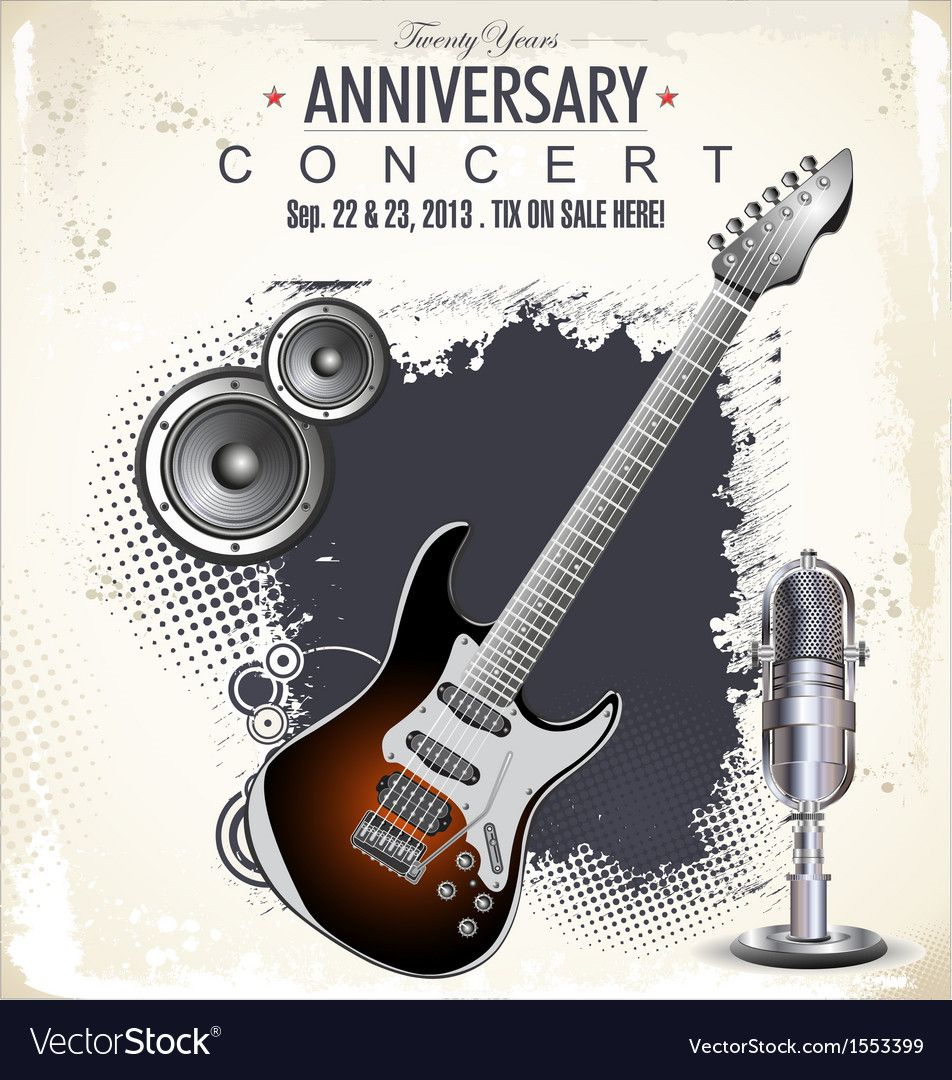 Twenty Years
ANNIVERSARY
CONCERT
Sep. 22 & 23, 2013 . TIX ON SALE HERE!
VectorStock®
VectorStock.com/1553399